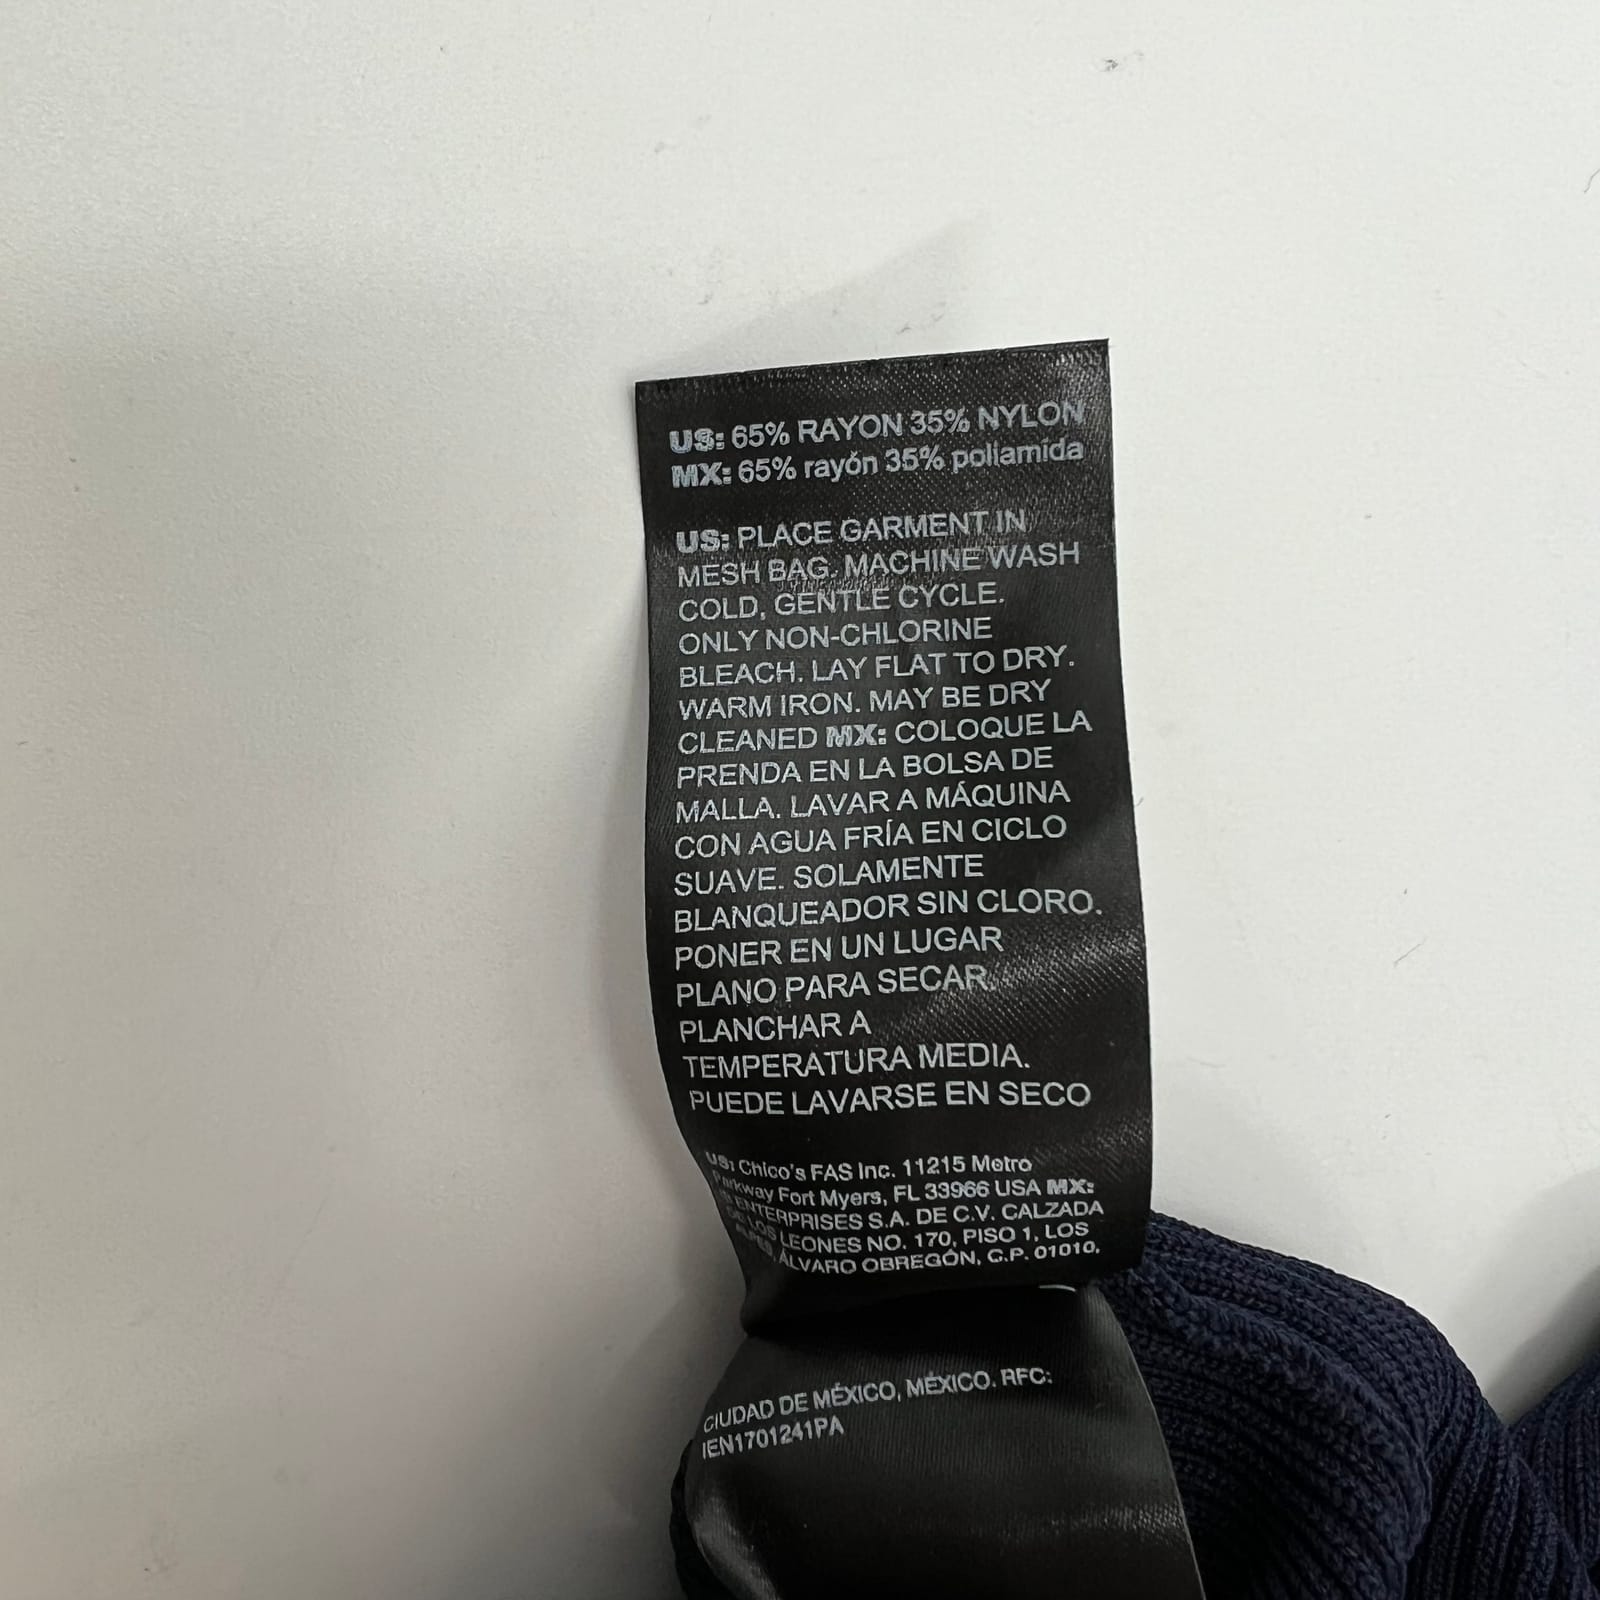 US: 65% RAYON 35% NYLON
MX: 65% rayón 35% poliamida
US: PLACE GARMENT IN
MESH BAG. MACHINE WASH
COLD, GENTLE CYCLE.
ONLY NON-CHLORINE
BLEACH. LAY FLAT TO DRY.
WARM IRON. MAY BE DRY
CLEANED MX: COLOQUE LA
PRENDA EN LA BOLSA DE
MALLA. LAVAR A MÁQUINA
CON AGUA FRÍA EN CICLO
SUAVE. SOLAMENTE
BLANQUEADOR SIN CLORO.
PONER EN UN LUGAR
PLANO PARA SECAR.
PLANCHAR A
TEMPERATURA MEDIA.
PUEDE LAVARSE EN SECO
US: Chico's FAS Inc. 11215 Metro
Parkway Fort Myers, FL 33966 USA MX:
ENTERPRISES S.A. DE C.V. CALZADA
DE LOS LEONES NO. 170, PISO 1, LOS
ALPES, ÁLVARO OBREGÓN, C.P. 01010,
CIUDAD DE MÉXICO, MÉXICO. RFC:
IEN1701241PA